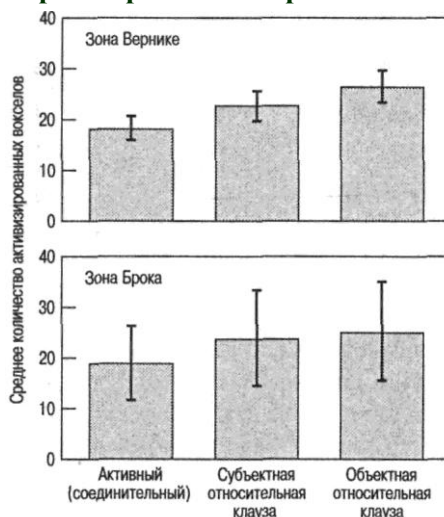 40
Зона Вернике
30
20
10
0
40
Зона Брока
30
20
10
0
Среднее количество активизированных вокселов
Активный Субъектная Объектная
(соединительный) относительная относительная
клауза клауза